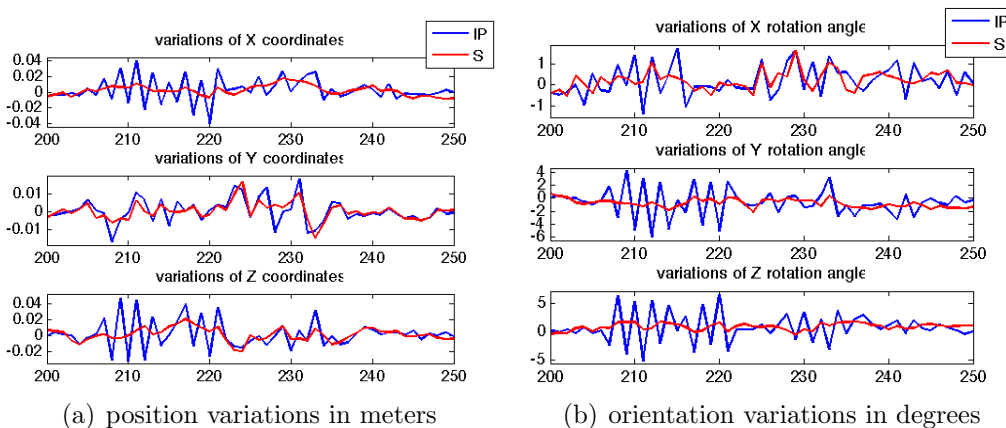 variations of X coordinates
IP
S
0.04
0.02
0
-0.02
-0.04
200 210 220 230 240 250
variations of Y coordinates
0.01
0
-0.01
200 210 220 230 240 250
variations of Z coordinates
0.04
0.02
0
-0.02
200 210 220 230 240 250
(a) position variations in meters
variations of X rotation angle
IP
S
1
0
-1
200 210 220 230 240 250
variations of Y rotation angle
4
2
0
-2
-4
-6
200 210 220 230 240 250
variations of Z rotation angle
5
0
-5
200 210 220 230 240 250
(b) orientation variations in degrees